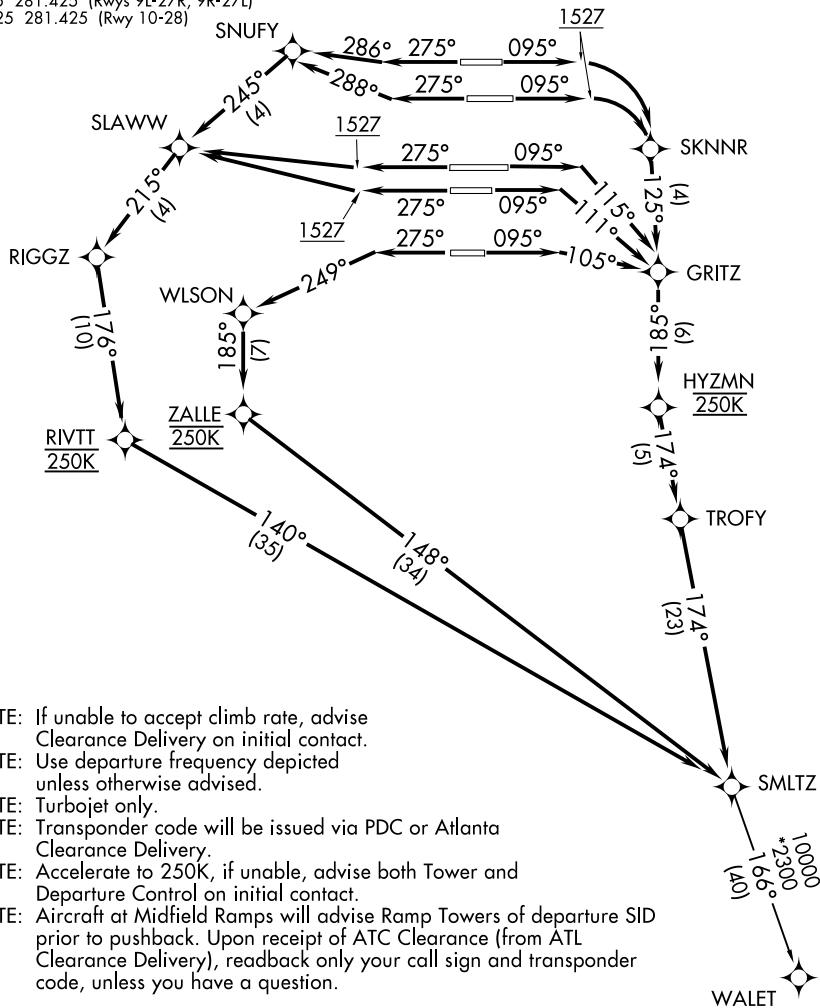 (Rwys 9L-27R, 9R-27L)
25 281.425 (Rwy 10-28)
SNUFY
1527
286° 275° 095°
288° 275° 095°
245°
(4)
SLAWW
1527
275° 095°
SKNNR
(4)
125°
215°
(4)
275° 095°
115°
111°
1527
275° 095°
105°
RIGGZ
249°
GRITZ
WLSON
176°
(10)
185°
(7)
185°
(6)
HYZMN
250K
ZALLE
250K
RIVTT
250K
174°
(5)
TROFY
140°
(35)
148°
(34)
174°
(23)
TE: If unable to accept climb rate, advise
Clearance Delivery on initial contact.
TE: Use departure frequency depicted
unless otherwise advised.
TE: Turbojet only.
TE: Transponder code will be issued via PDC or Atlanta
Clearance Delivery.
TE: Accelerate to 250K, if unable, advise both Tower and
Departure Control on initial contact.
TE: Aircraft at Midfield Ramps will advise Ramp Towers of departure SID
prior to pushback. Upon receipt of ATC Clearance (from ATL
Clearance Delivery), readback only your call sign and transponder
code, unless you have a question.
SMLTZ
10000
*2300
166°
(40)
WALET